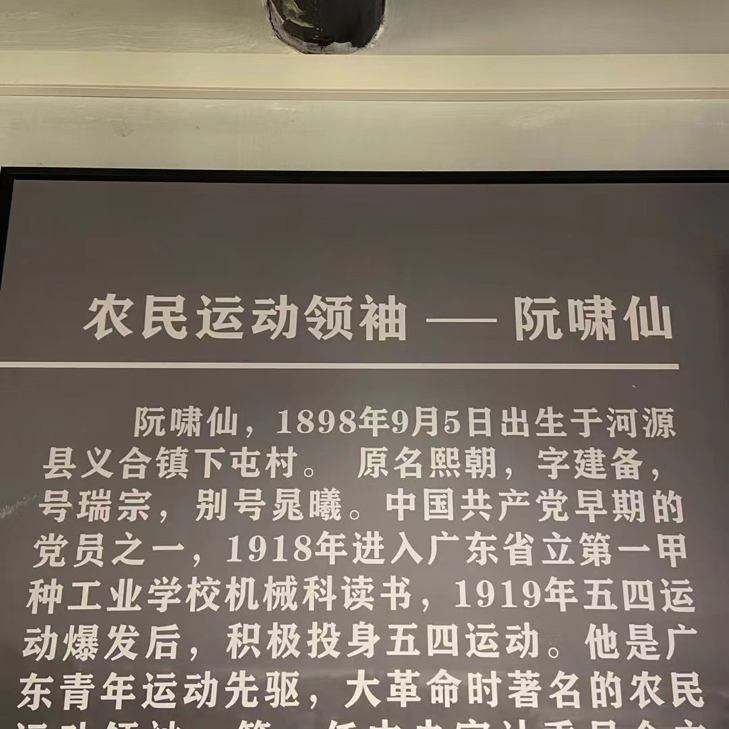 农民运动领袖 —— 阮啸仙
阮啸仙，1898年9月5日出生于河源
县义合镇下屯村。 原名熙朝，字建备，
号瑞宗，别号晁曦。中国共产党早期的
党员之一，1918年进入广东省立第一甲
种工业学校机械科读书，1919年五四运
动爆发后，积极投身五四运动。他是广
东青年运动先驱，大革命时著名的农民